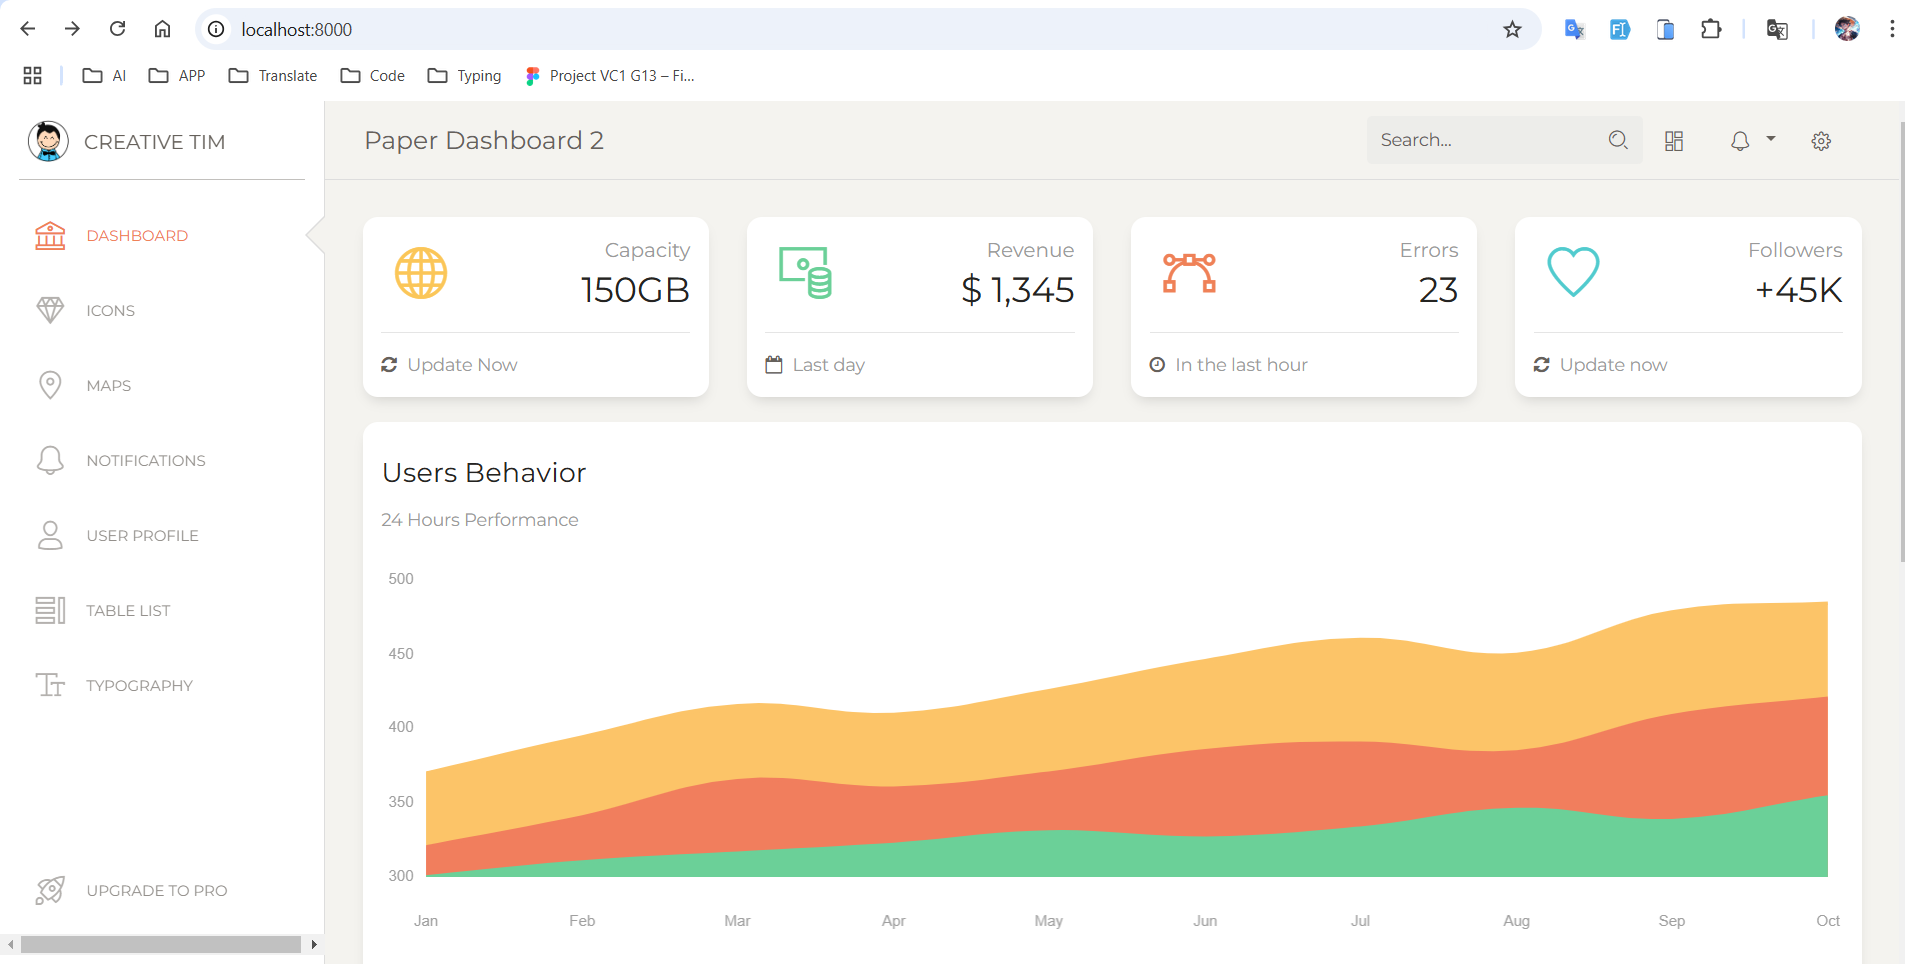 localhost:8000
AI APP Translate Code Typing Project VC1 G13 – Fi...
CREATIVE TIM
DASHBOARD
ICONS
MAPS
NOTIFICATIONS
USER PROFILE
TABLE LIST
TYPOGRAPHY
UPGRADE TO PRO
Paper Dashboard 2
Search...
Capacity
150GB
Update Now
Revenue
$ 1,345
Last day
Errors
23
In the last hour
Followers
+45K
Update now
Users Behavior
24 Hours Performance
500
450
400
350
300
Jan Feb Mar Apr May Jun Jul Aug Sep Oct